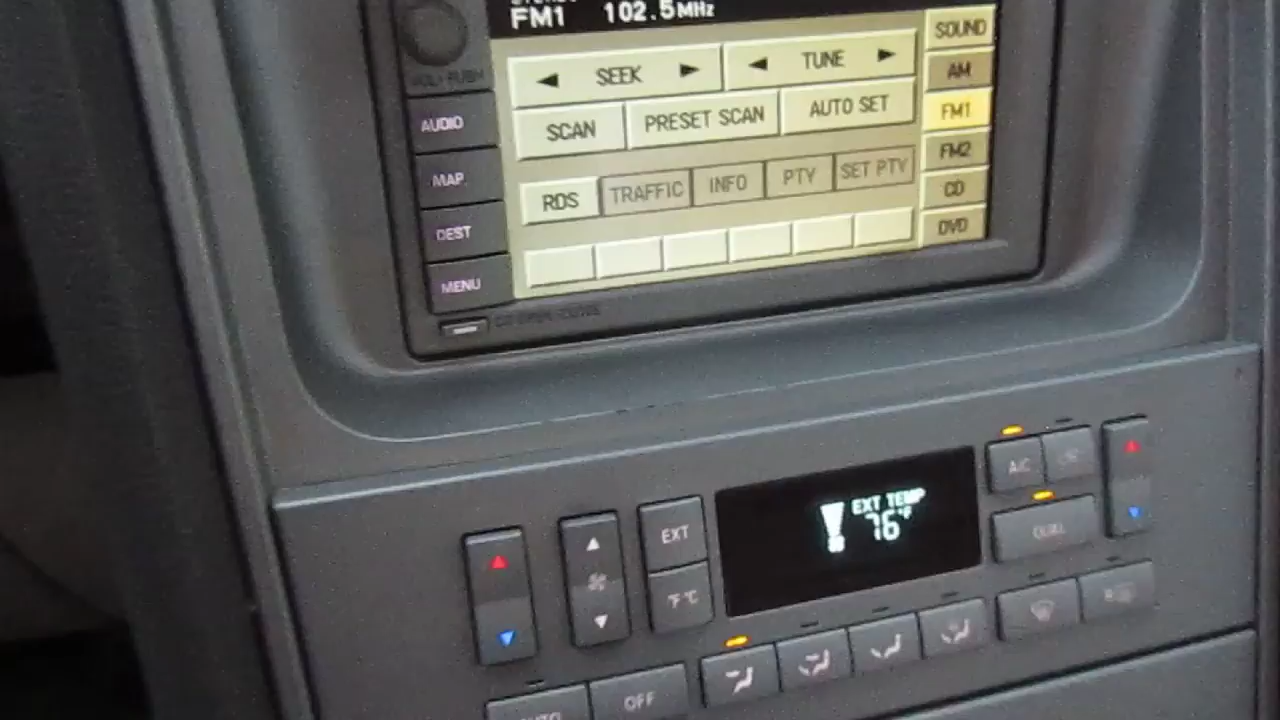 FM1 102.5MHz
SOUND
SEEK TUNE
AM
SCAN PRESET SCAN AUTO SET
FM1
AUDIO
FM2
MAP
RDS TRAFFIC INFO PTY SET PTY
CD
DEST
DVD
MENU
A/C
EXT
EXT TEMP
76°F
DUAL
°F°C
AUTO OFF